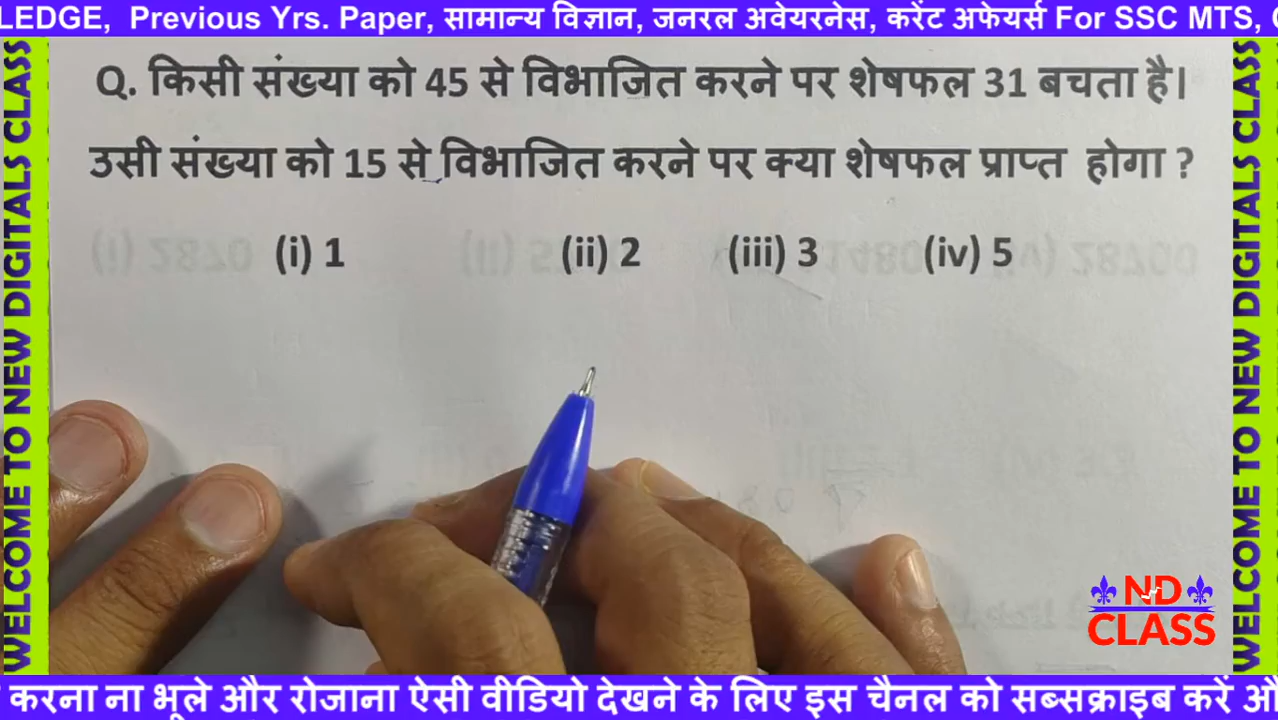 LEDGE, Previous Yrs. Paper, सामान्य विज्ञान, जनरल अवेयरनेस, करेंट अफेयर्स For SSC MTS,
WELCOME TO NEW DIGITALS CLASS
Q. किसी संख्या को 45 से विभाजित करने पर शेषफल 31 बचता है।
उसी संख्या को 15 से विभाजित करने पर क्या शेषफल प्राप्त होगा ?
(i) 1 (ii) 2 (iii) 3 (iv) 5
WELCOME TO NEW DIGITALS CLASS
ND
CLASS
करना ना भूले और रोजाना ऐसी वीडियो देखने के लिए इस चैनल को सब्सक्राइब करें